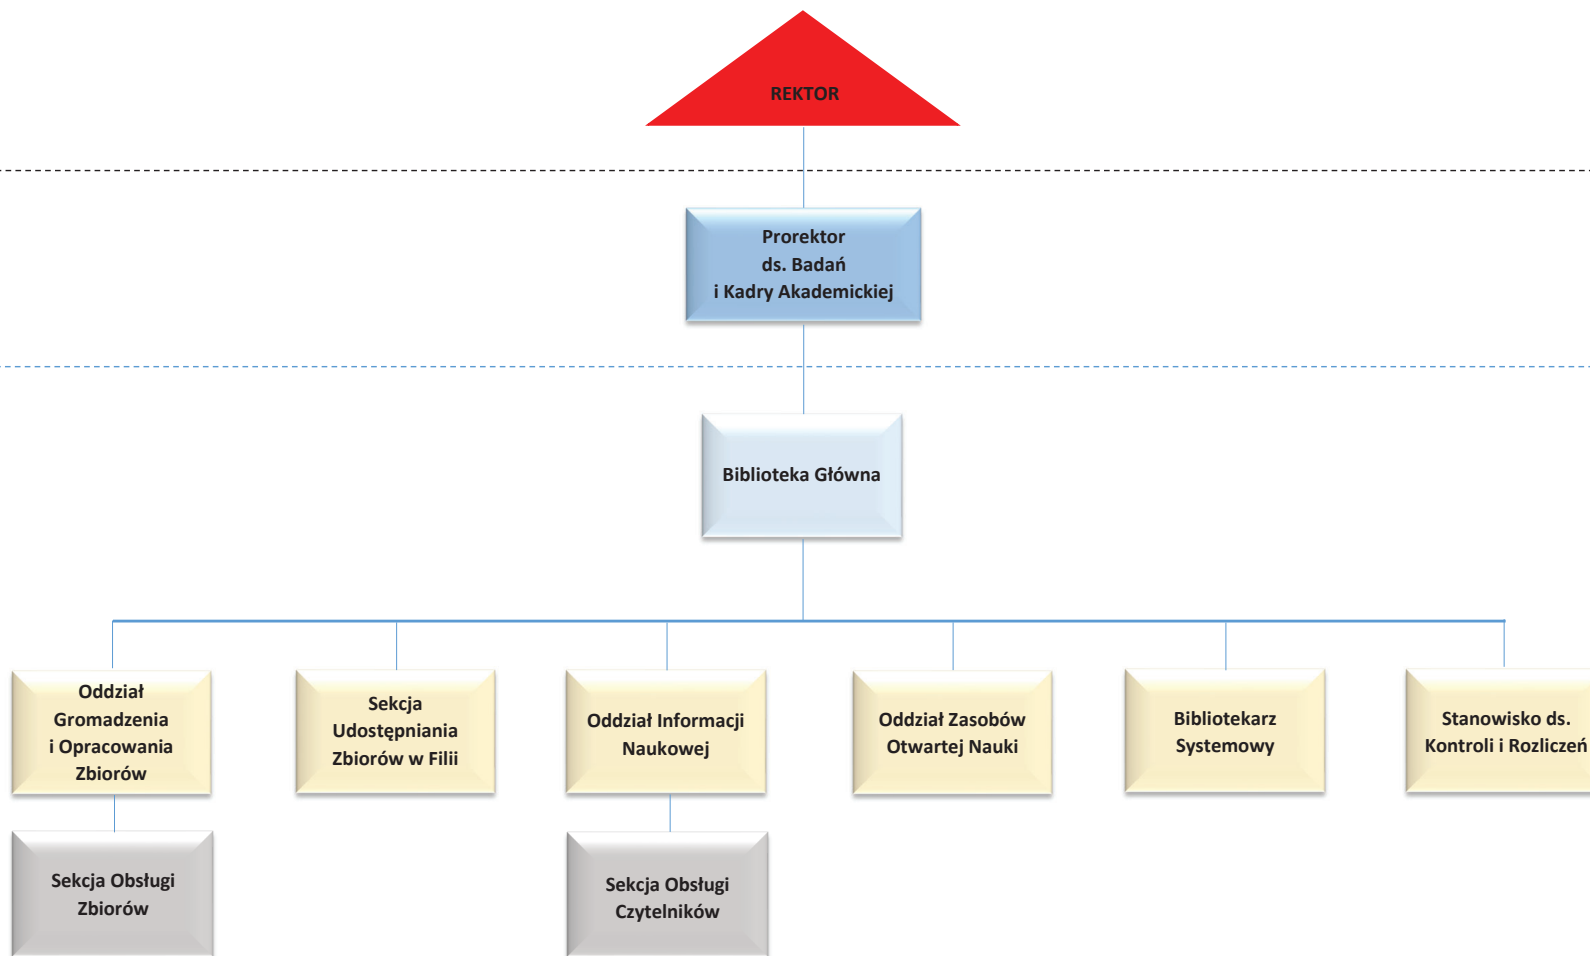 REKTOR
Prorektor
ds. Badań
i Kadry Akademickiej
Biblioteka Główna
Oddział
Gromadzenia
i Opracowania
Zbiorów
Sekcja
Udostępniania
Zbiorów w Filii
Oddział Informacji
Naukowej
Oddział Zasobów
Otwartej Nauki
Bibliotekarz
Systemowy
Stanowisko ds.
Kontroli i Rozliczeń
Sekcja Obsługi
Zbiorów
Sekcja Obsługi
Czytelników